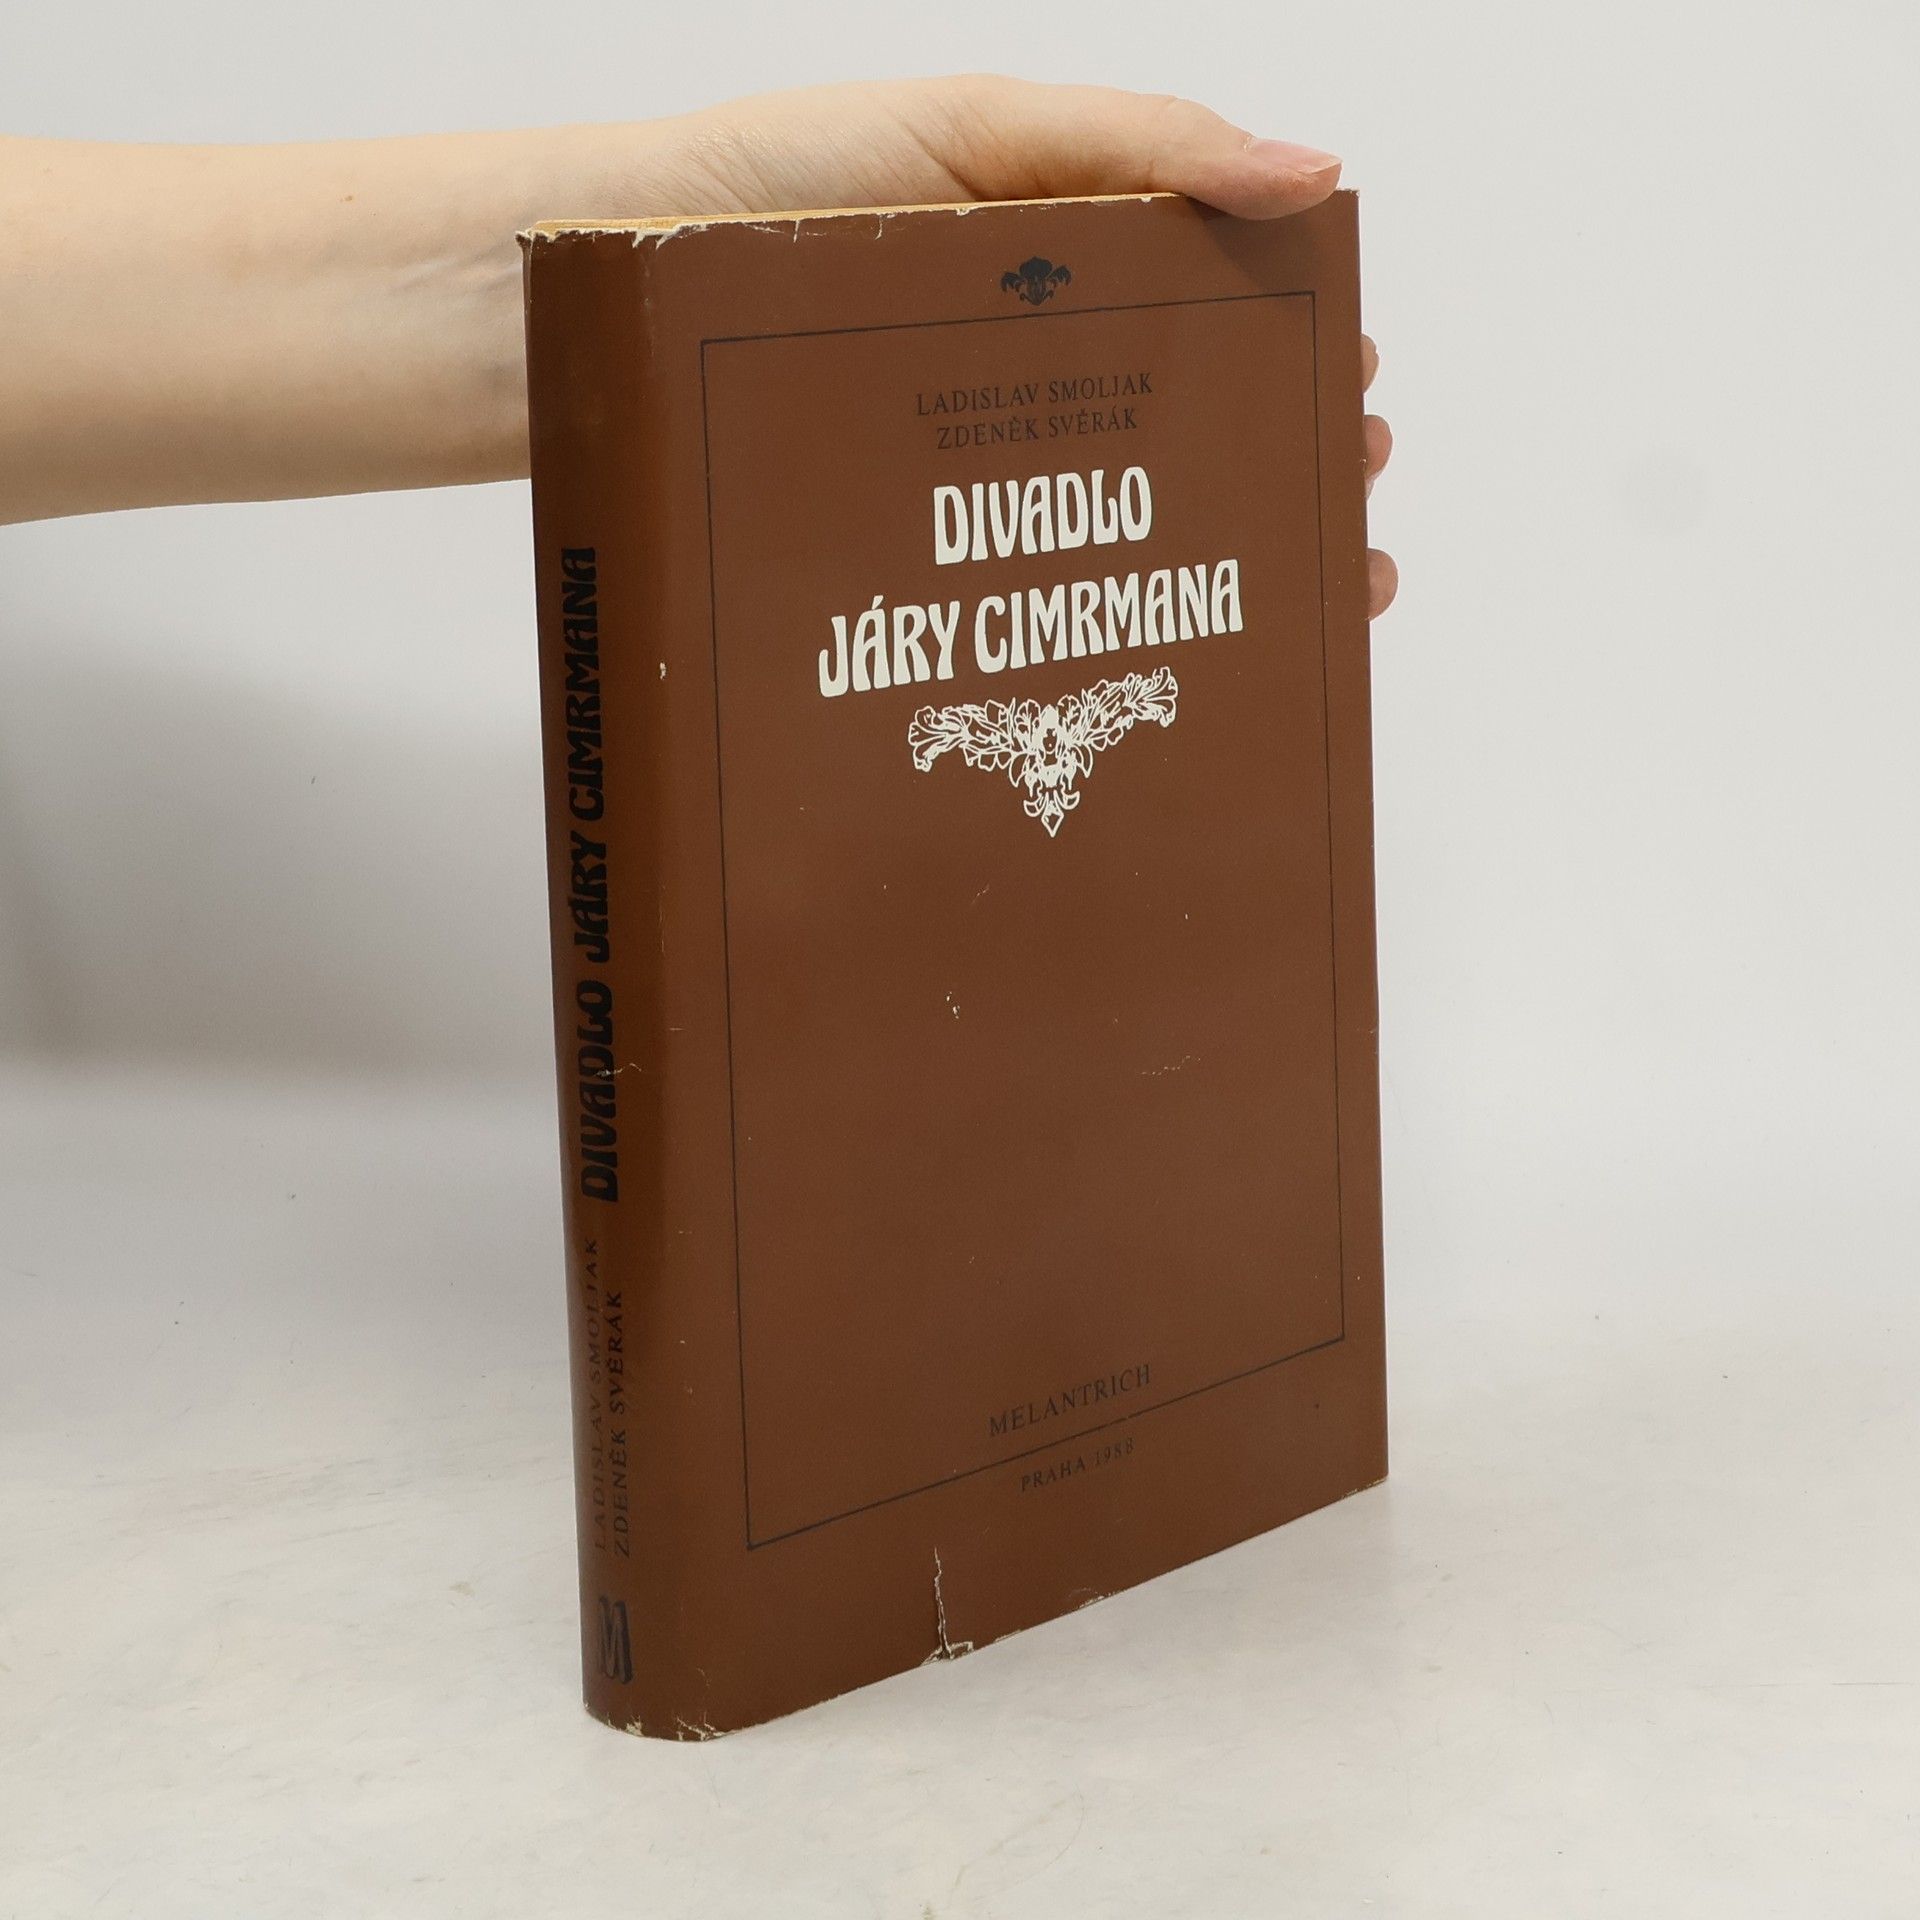 LADISLAV SMOLJAK
ZDENĚK SVĚRÁK
DIVADLO
JÁRY CIMRMANA
MELANTRICH
PRAHA 1988
LADISLAV SMOLJAK
ZDENĚK SVĚRÁK
DIVADLO JÁRY CIMRMANA
M